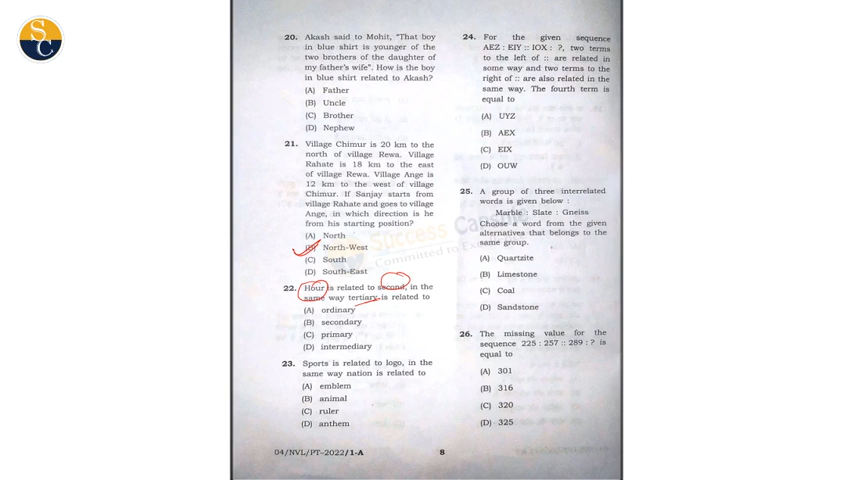 S
C
20. Akash said to Mohit, "That boy
in blue shirt is younger of the
two brothers of the daughter of
my father's wife". How is the boy
in blue shirt related to Akash?
(A) Father
(B) Uncle
(C) Brother
(D) Nephew
21. Village Chimur is 20 km to the
north of village Rewa. Village
Rahate is 18 km to the east
of village Rewa. Village Ange is
12 km to the west of village
Chimur. If Sanjay starts from
village Rahate and goes to village
Ange, in which direction is he
from his starting position?
(A) North
(B) North-West
(C) South
(D) South-East
22. Hour is related to second, in the
same way tertiary is related to
(A) ordinary
(B) secondary
(C) primary
(D) intermediary
23. Sports is related to logo, in the
same way nation is related to
(A) emblem
(B) animal
(C) ruler
(D) anthem
04/NVL/PT-2022/1-A
8
24. For the given sequence
AEZ : EIY :: IOX : ?, two terms
to the left of :: are related in
some way and two terms to the
right of :: are also related in the
same way. The fourth term is
equal to
(A) UYZ
(B) AEX
(C) EIX
(D) OUW
25. A group of three interrelated
words is given below :
Marble : Slate : Gneiss
Choose a word from the given
alternatives that belongs to the
same group.
(A) Quartzite
(B) Limestone
(C) Coal
(D) Sandstone
26. The missing value for the
sequence 225 : 257 :: 289 : ? is
equal to
(A) 301
(B) 316
(C) 320
(D) 325
Success
Committed to